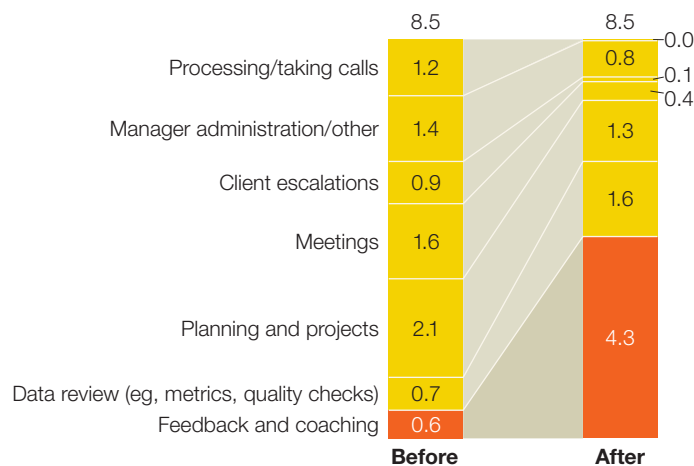 8.5 8.5
0.0
Processing/taking calls 1.2 0.8
0.1
0.4
Manager administration/other 1.4 1.3
Client escalations 0.9 1.6
Meetings 1.6
Planning and projects 2.1 4.3
Data review (eg, metrics, quality checks) 0.7
Feedback and coaching 0.6
Before After